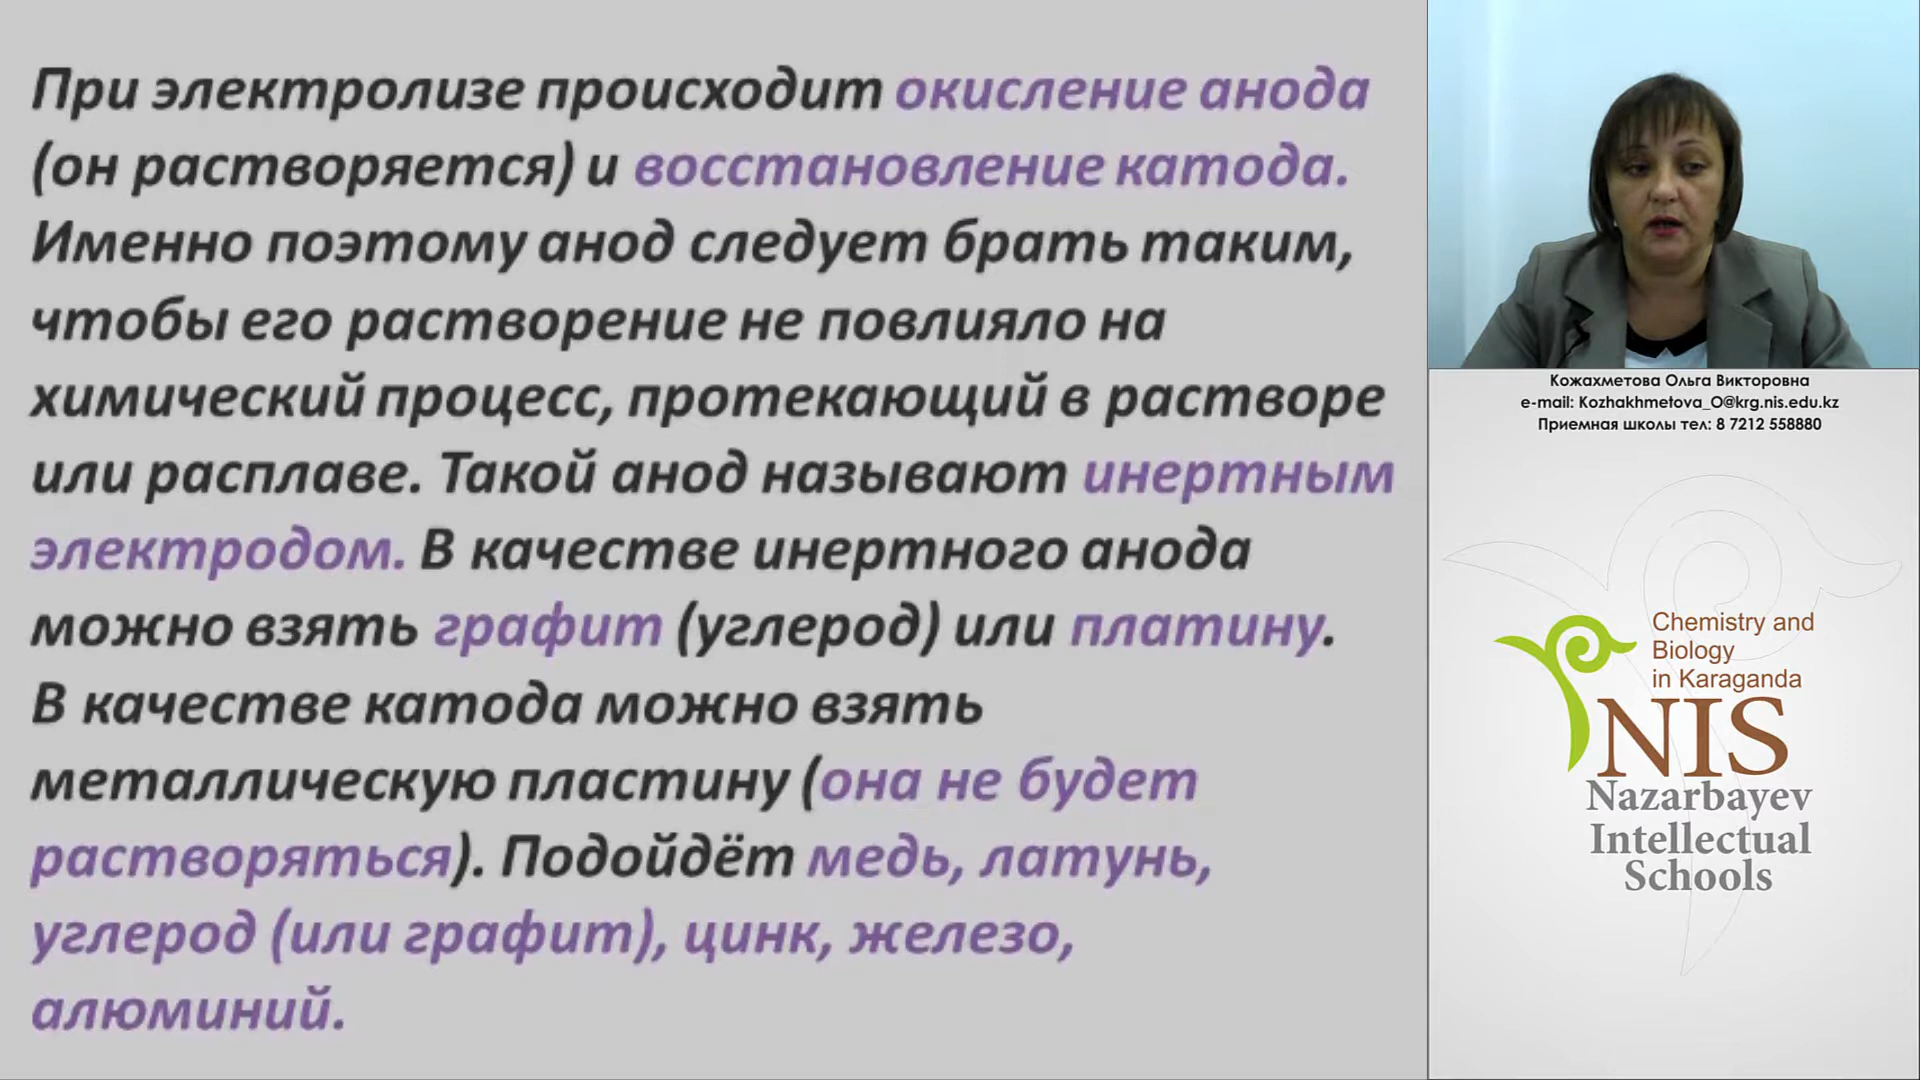 При электролизе происходит окисление анода
(он растворяется) и восстановление катода.
Именно поэтому анод следует брать таким,
чтобы его растворение не повлияло на
химический процесс, протекающий в растворе
или расплаве. Такой анод называют инертным
электродом. В качестве инертного анода
можно взять графит (углерод) или платину.
В качестве катода можно взять
металлическую пластину (она не будет
растворяться). Подойдёт медь, латунь,
углерод (или графит), цинк, железо,
алюминий.
Кожахметова Ольга Викторовна
e-mail: Kozhakhmetova_O@krg.nis.edu.kz
Приемная школы тел: 8 7212 558880
Chemistry and
Biology
in Karaganda
NIS
Nazarbayev
Intellectual
Schools